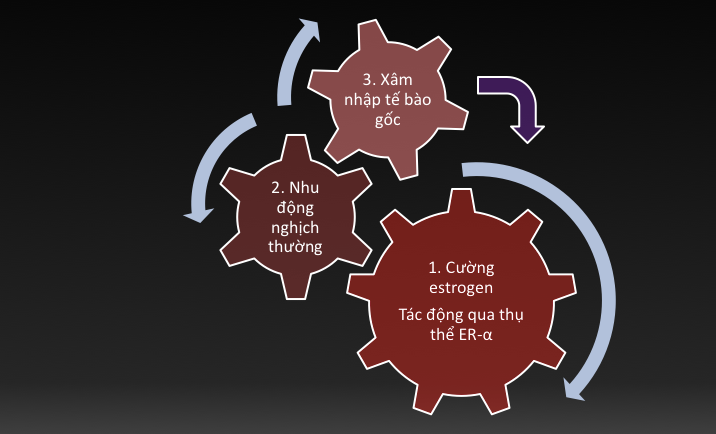 3. Xâm
nhập tế bào
gốc
2. Nhu
động
nghịch
thường
1. Cường
estrogen
Tác động qua thụ
thể ER-α